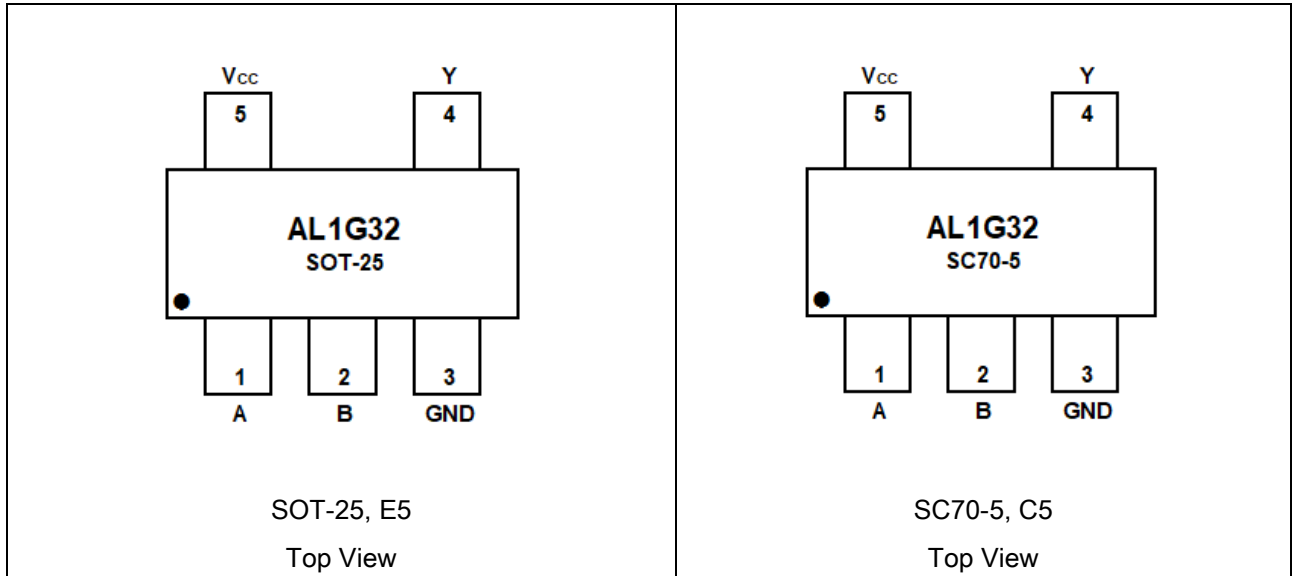 Vcc Y
5 4
AL1G32
SOT-25
1 2 3
A B GND
SOT-25, E5
Top View
Vcc Y
5 4
AL1G32
SC70-5
1 2 3
A B GND
SC70-5, C5
Top View